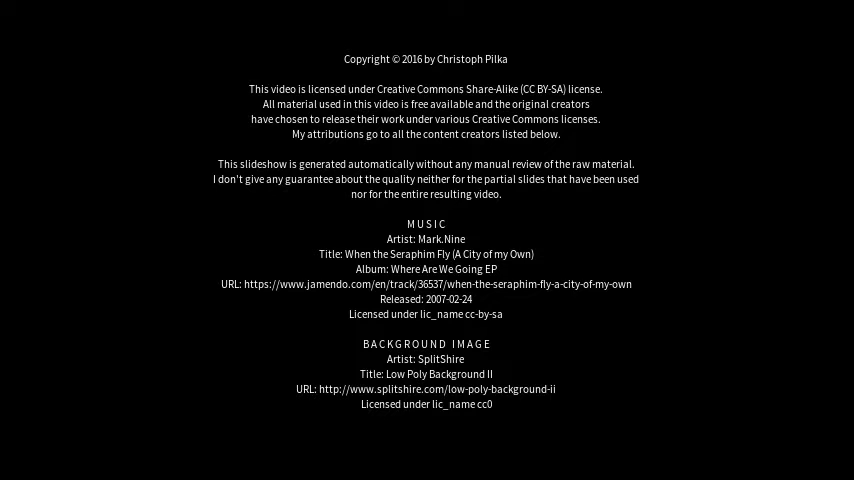 Copyright © 2016 by Christoph Pilka
This video is licensed under Creative Commons Share-Alike (CC BY-SA) license.
All material used in this video is free available and the original creators
have chosen to release their work under various Creative Commons licenses.
My attributions go to all the content creators listed below.
This slideshow is generated automatically without any manual review of the raw material.
I don't give any guarantee about the quality neither for the partial slides that have been used
nor for the entire resulting video.
M U S I C
Artist: Mark.Nine
Title: When the Seraphim Fly (A City of my Own)
Album: Where Are We Going EP
URL: https://www.jamendo.com/en/track/36537/when-the-seraphim-fly-a-city-of-my-own
Released: 2007-02-24
Licensed under lic_name cc-by-sa
B A C K G R O U N D   I M A G E
Artist: SplitShire
Title: Low Poly Background II
URL: http://www.splitshire.com/low-poly-background-ii
Licensed under lic_name cc0